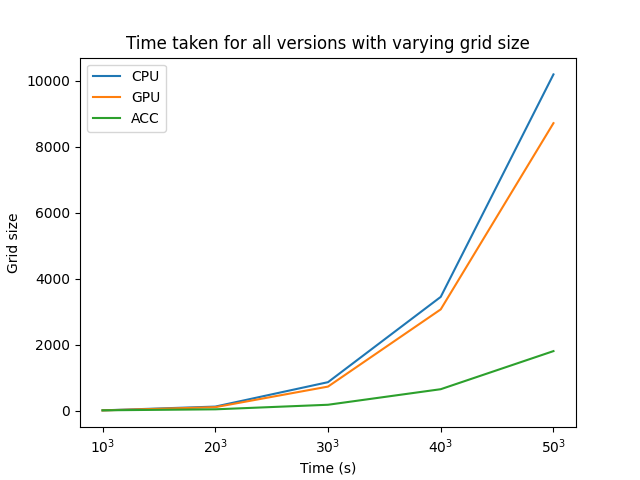 Time taken for all versions with varying grid size
CPU
GPU
ACC
10000
8000
6000
4000
2000
0
Grid size
10³ 20³ 30³ 40³ 50³
Time (s)